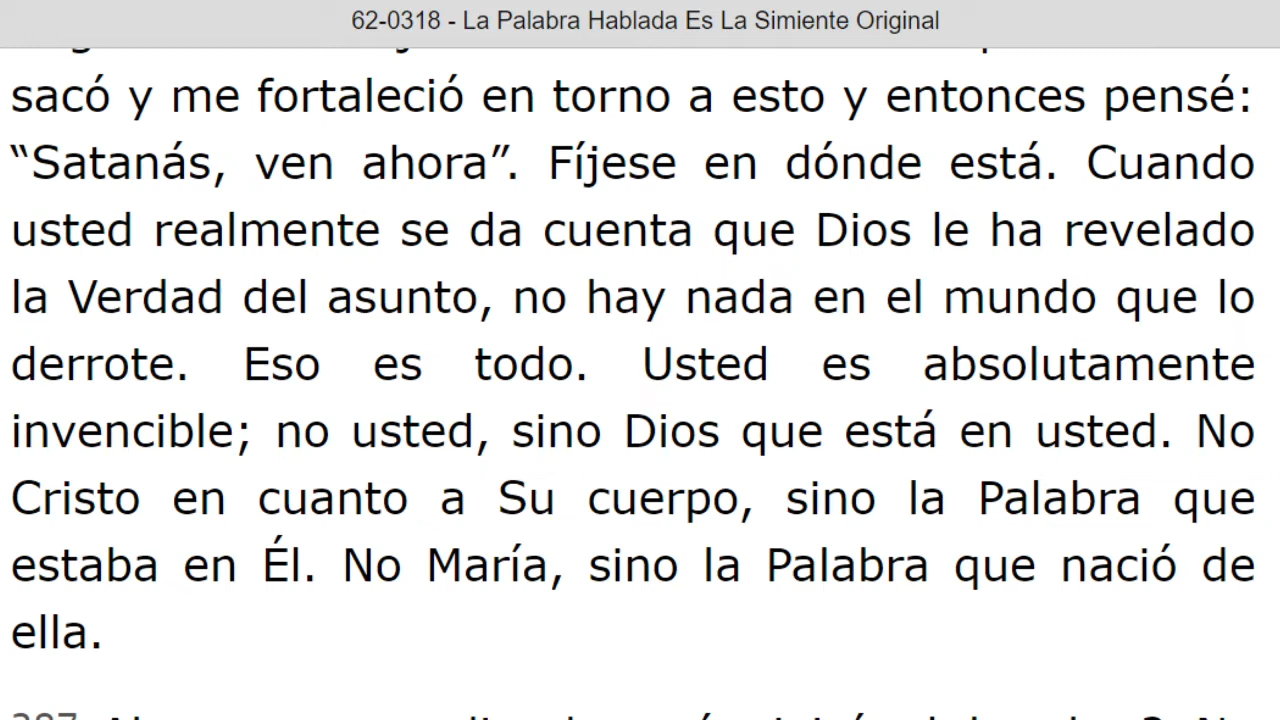 62-0318 - La Palabra Hablada Es La Simiente Original
sacó y me fortaleció en torno a esto y entonces pensé:
“Satanás, ven ahora”. Fíjese en dónde está. Cuando
usted realmente se da cuenta que Dios le ha revelado
la Verdad del asunto, no hay nada en el mundo que lo
derrote. Eso es todo. Usted es absolutamente
invencible; no usted, sino Dios que está en usted. No
Cristo en cuanto a Su cuerpo, sino la Palabra que
estaba en Él. No María, sino la Palabra que nació de
ella.